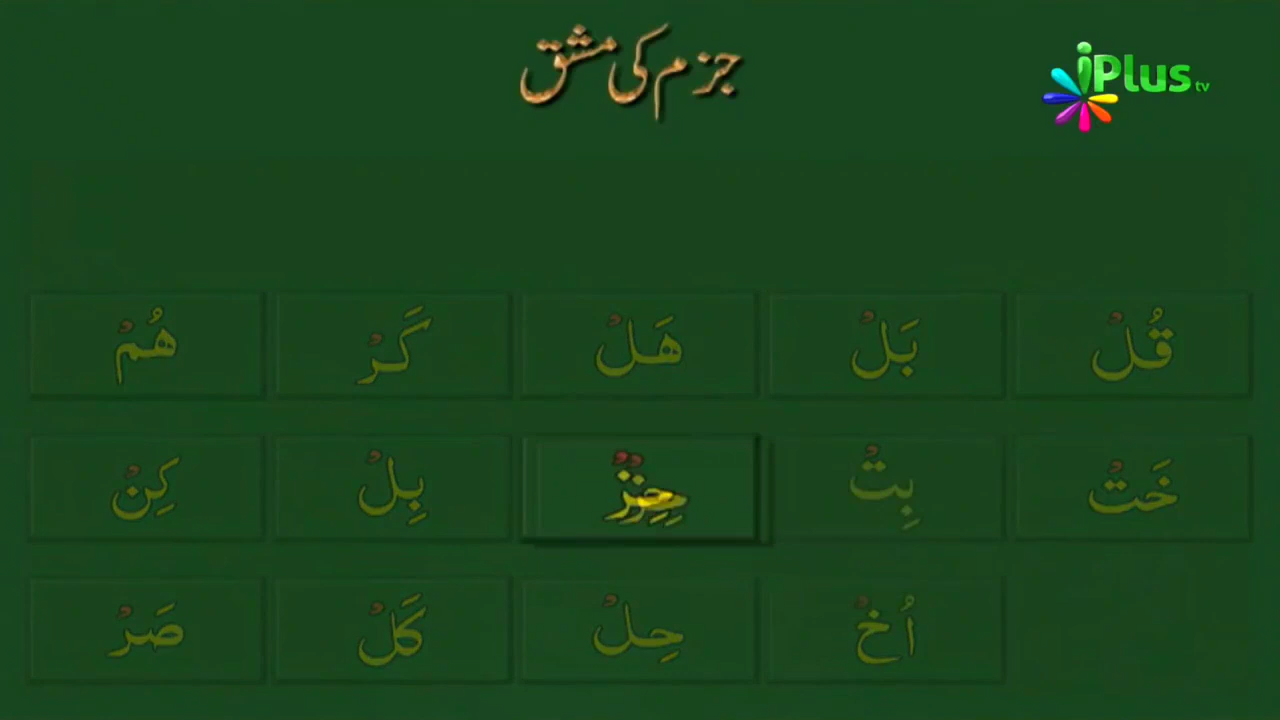 جزم کی مشق
iPlus tv
قُلْ بَلْ هَلْ كَرْ هُمْ
خَتْ بِتْ بِلْ كِنْ
اُخْ حِلْ كَلْ صَرْ